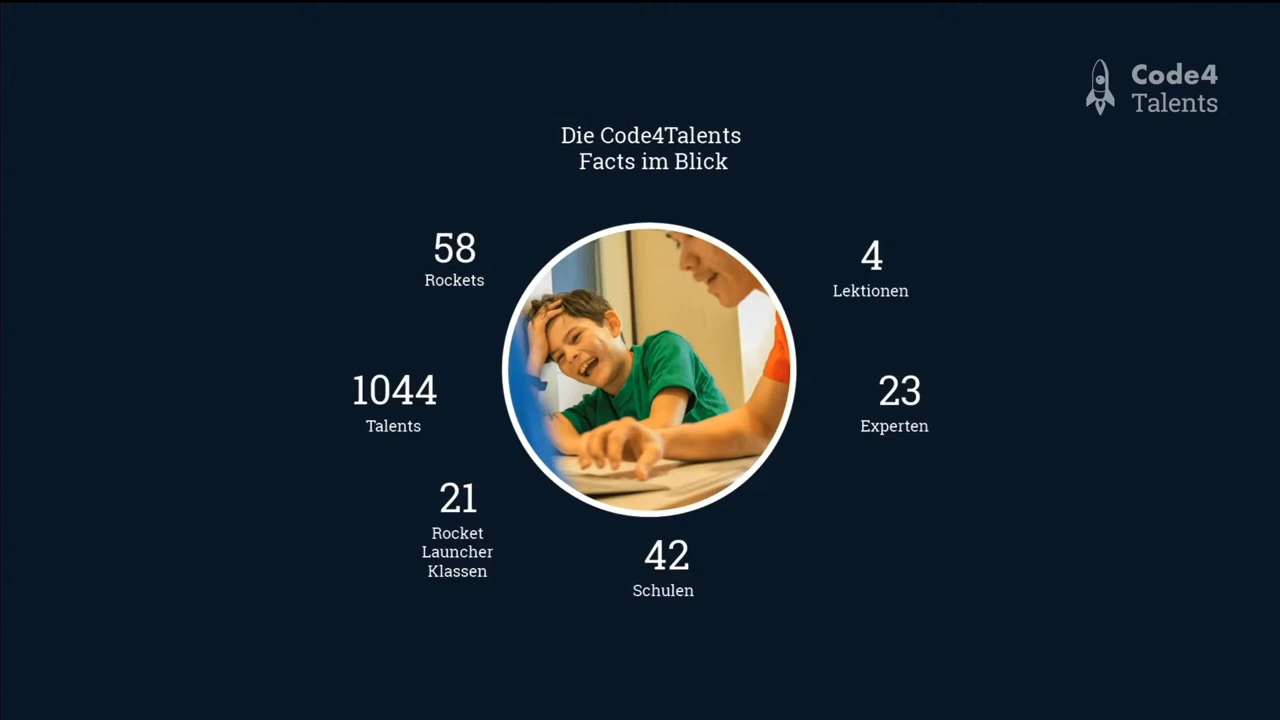 Code4
Talents
Die Code4Talents
Facts im Blick
58
Rockets
4
Lektionen
1044
Talents
23
Experten
21
Rocket
Launcher
Klassen
42
Schulen